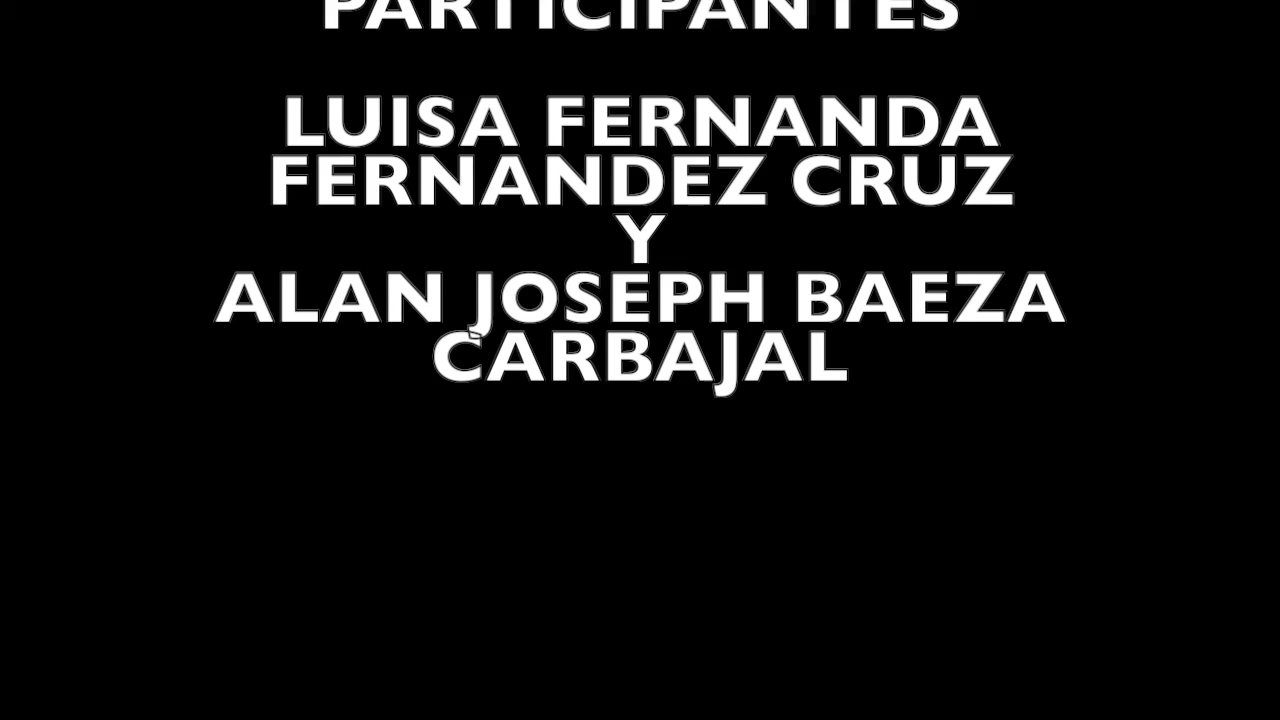 PARTICIPANTES
LUISA FERNANDA
FERNANDEZ CRUZ
Y
ALAN JOSEPH BAEZA
CARBAJAL